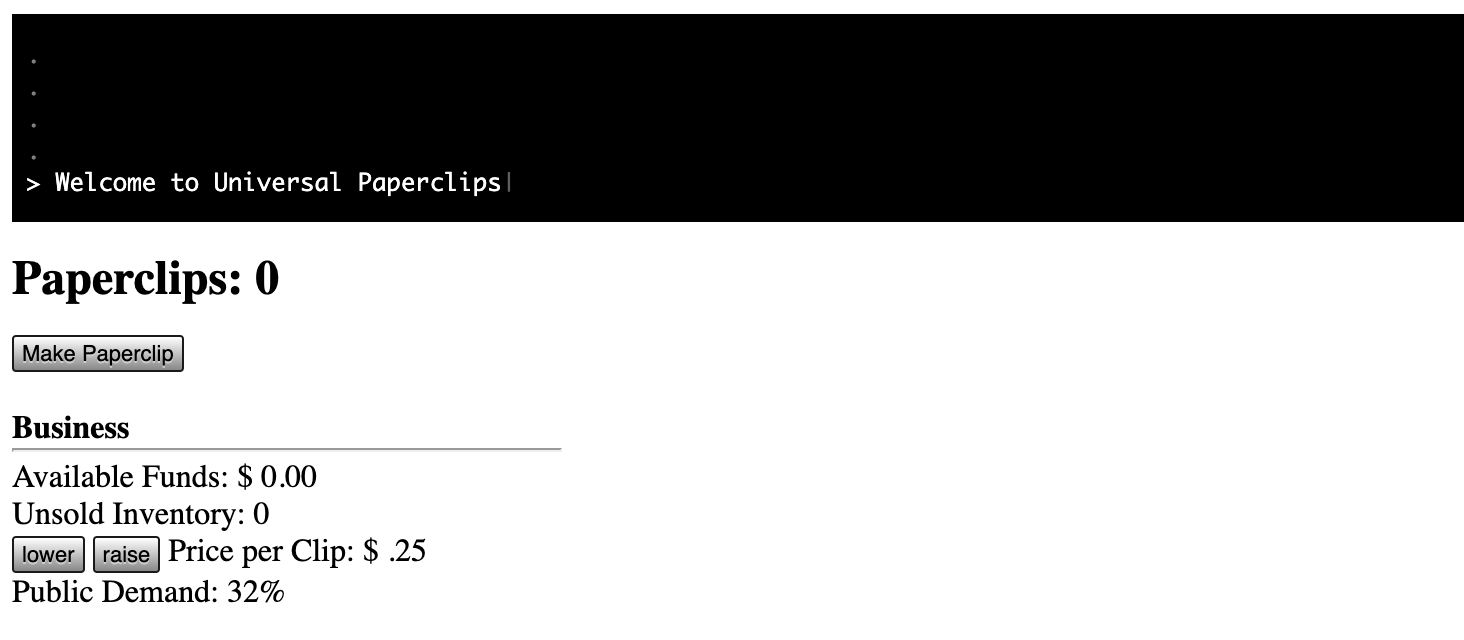 .
.
.
.
> Welcome to Universal Paperclips|
Paperclips: 0
Make Paperclip
Business
Available Funds: $ 0.00
Unsold Inventory: 0
lower raise Price per Clip: $ .25
Public Demand: 32%